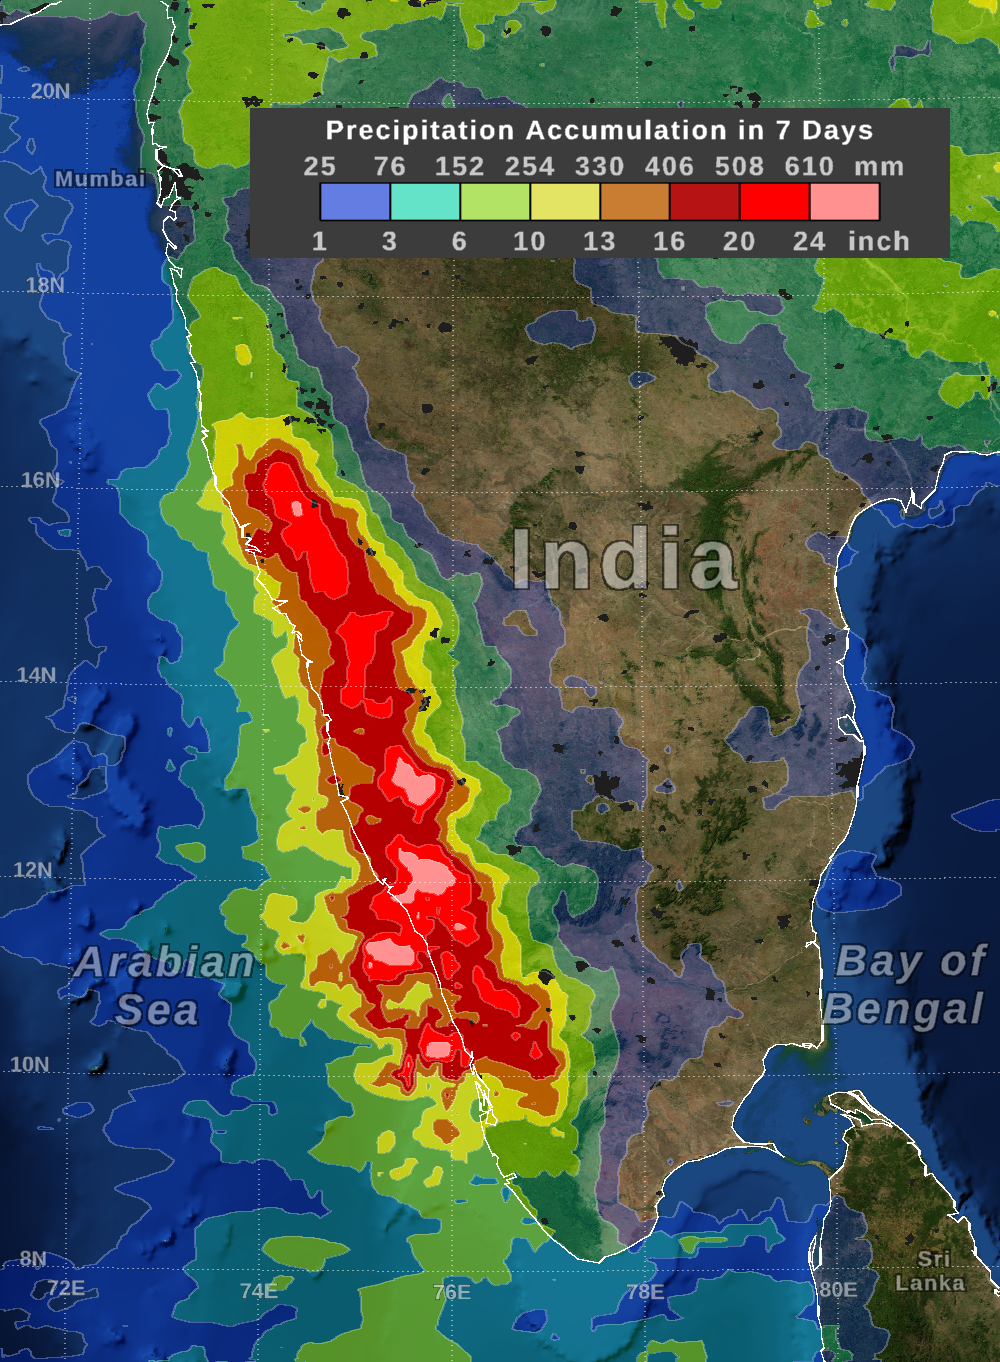 20N
Precipitation Accumulation in 7 Days
25 76 152 254 330 406 508 610 mm
Mumbai
1 3 6 10 13 16 20 24 inch
18N
16N
India
14N
12N
Arabian
Sea
Bay of
Bengal
10N
8N
Sri
Lanka
72E 74E 76E 78E 80E